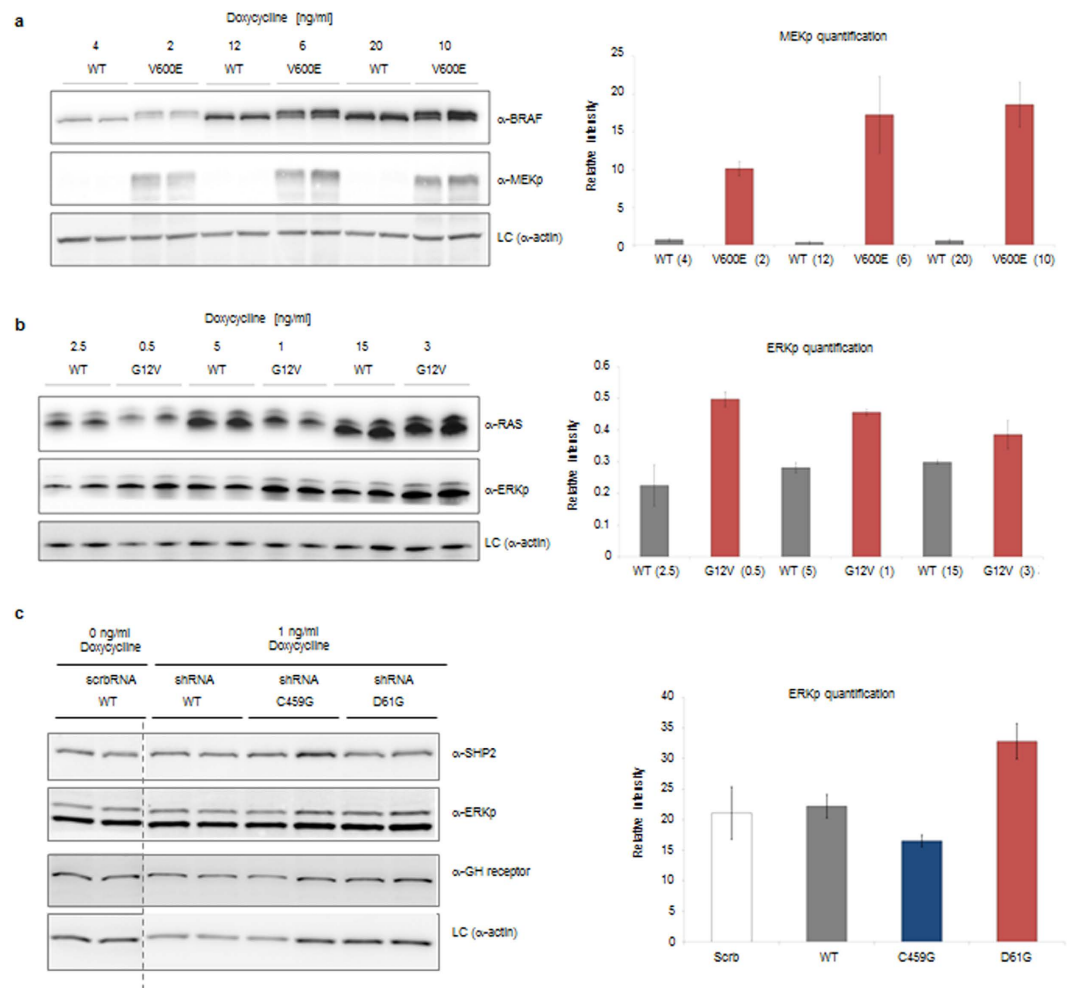 a
Doxycycline [ng/ml]
4 2 12 6 20 10
WT V600E WT V600E WT V600E
α-BRAF
α-MEKp
LC (α-actin)
MEKp quantification
Relative Intensity
25
20
15
10
5
0
WT (4) V600E (2) WT (12) V600E (6) WT (20) V600E (10)
b
Doxycycline [ng/ml]
2.5 0.5 5 1 15 3
WT G12V WT G12V WT G12V
α-RAS
α-ERKp
LC (α-actin)
ERKp quantification
Relative Intensity
0.6
0.5
0.4
0.3
0.2
0.1
0
WT (2.5) G12V (0.5) WT (5) G12V (1) WT (15) G12V (3)
c
0 ng/ml 1 ng/ml
Doxycycline Doxycycline
scrbRNA shRNA shRNA shRNA
WT WT C459G D61G
α-SHP2
α-ERKp
α-GH receptor
LC (α-actin)
ERKp quantification
Relative Intensity
40
35
30
25
20
15
10
5
0
Scrb WT C459G D61G